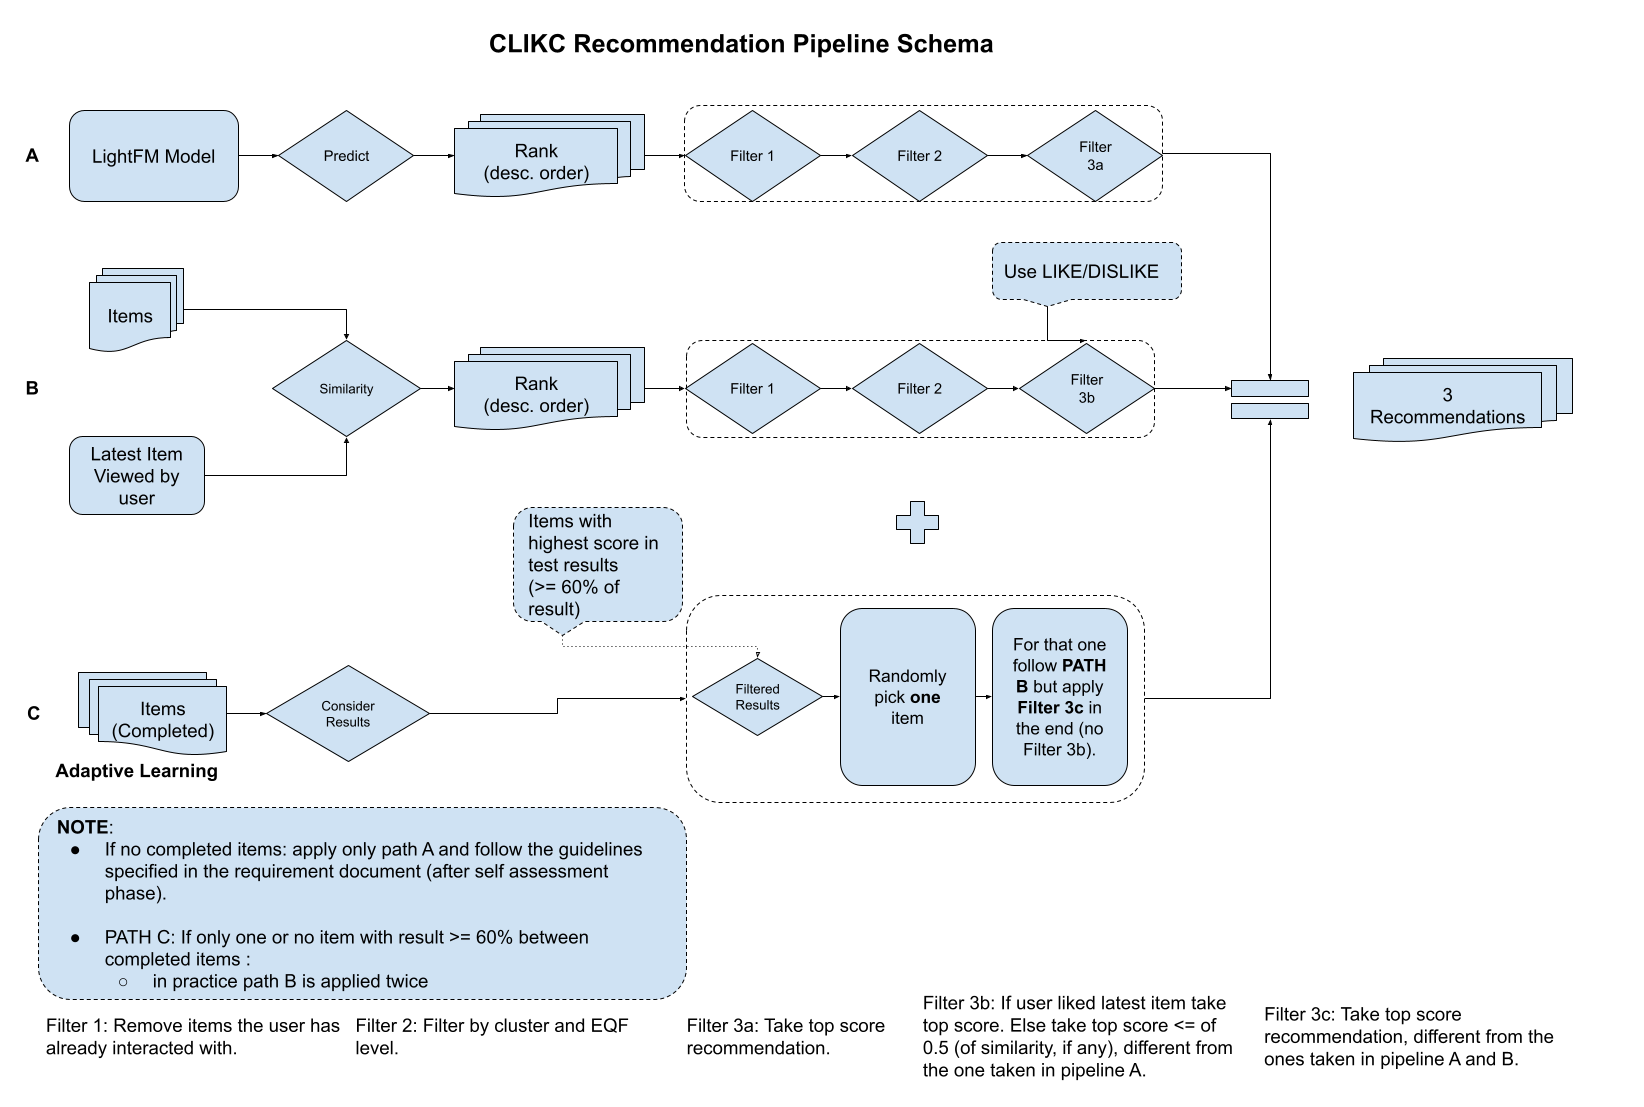 CLIKC Recommendation Pipeline Schema
A
LightFM Model
Predict
Rank
(desc. order)
Filter 1
Filter 2
Filter
3a
Use LIKE/DISLIKE
Items
B
Similarity
Rank
(desc. order)
Filter 1
Filter 2
Filter
3b
3
Recommendations
Latest Item
Viewed by
user
Items with
highest score in
test results
(>= 60% of
result)
C
Items
(Completed)
Adaptive Learning
Consider
Results
Filtered
Results
Randomly
pick one
item
For that one
follow PATH
B but apply
Filter 3c in
the end (no
Filter 3b).
NOTE:
● If no completed items: apply only path A and follow the guidelines
specified in the requirement document (after self assessment
phase).
● PATH C: If only one or no item with result >= 60% between
completed items :
○ in practice path B is applied twice
Filter 1: Remove items the user has
already interacted with.
Filter 2: Filter by cluster and EQF
level.
Filter 3a: Take top score
recommendation.
Filter 3b: If user liked latest item take
top score. Else take top score <= of
0.5 (of similarity, if any), different from
the one taken in pipeline A.
Filter 3c: Take top score
recommendation, different from the
ones taken in pipeline A and B.